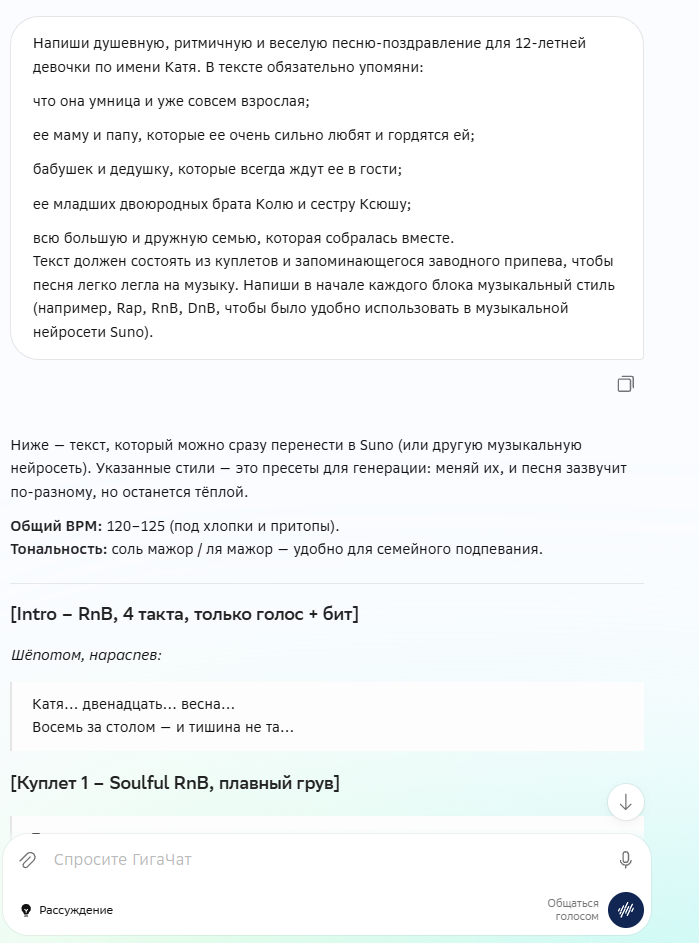 Напиши душевную, ритмичную и веселую песню-поздравление для 12-летней
девочки по имени Катя. В тексте обязательно упомяни:
что она умница и уже совсем взрослая;
ее маму и папу, которые ее очень сильно любят и гордятся ей;
бабушек и дедушку, которые всегда ждут ее в гости;
ее младших двоюродных брата Колю и сестру Ксюшу;
всю большую и дружную семью, которая собралась вместе.
Текст должен состоять из куплетов и запоминающегося заводного припева, чтобы
песня легко легла на музыку. Напиши в начале каждого блока музыкальный стиль
(например, Rap, RnB, DnB, чтобы было удобно использовать в музыкальной
нейросети Suno).
Ниже — текст, который можно сразу перенести в Suno (или другую музыкальную
нейросеть). Указанные стили — это пресеты для генерации: меняй их, и песня зазвучит
по-разному, но останется тёплой.
Общий BPM: 120–125 (под хлопки и притопы).
Тональность: соль мажор / ля мажор — удобно для семейного подпевания.
[Intro – RnB, 4 такта, только голос + бит]
Шёпотом, нараспев:
Катя… двенадцать… весна…
Восемь за столом — и тишина не та…
[Куплет 1 – Soulful RnB, плавный грув]
Спросите ГигаЧат
Рассуждение
Общаться
голосом